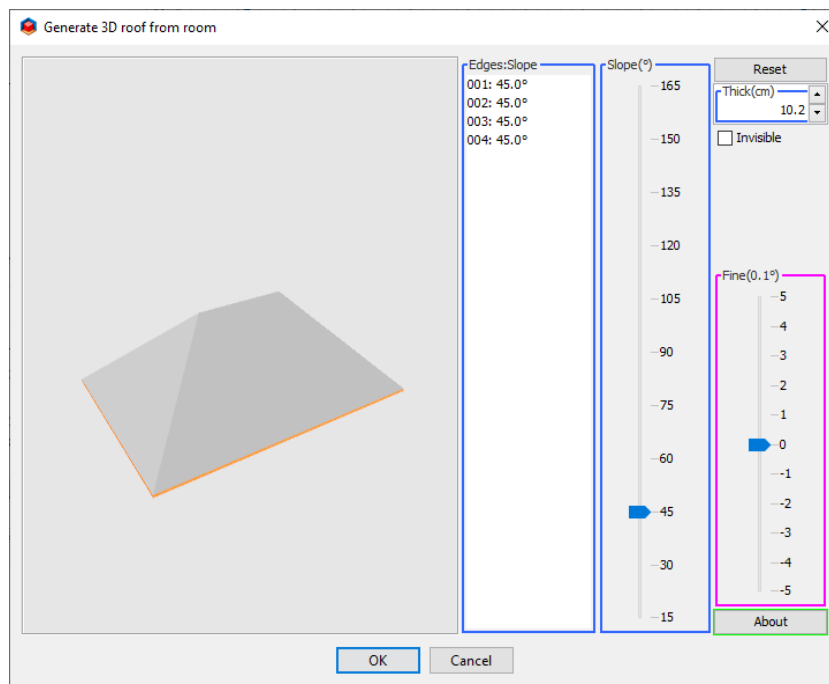 Generate 3D roof from room
Edges:Slope
001: 45.0°
002: 45.0°
003: 45.0°
004: 45.0°
Slope(°)
165
150
135
120
105
90
75
60
45
30
15
Reset
Thick(cm)
10.2
Invisible
Fine(0.1°)
5
4
3
2
1
0
-1
-2
-3
-4
-5
About
OK
Cancel